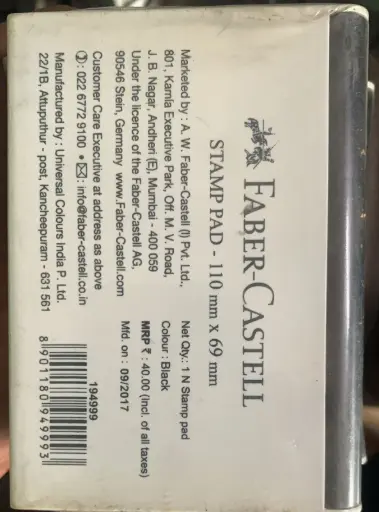 FABER-CASTELL
STAMP PAD - 110 mm x 69 mm
Marketed by : A. W. Faber-Castell (I) Pvt. Ltd.,
801, Kamla Executive Park, Off. M. V. Road,
J. B. Nagar, Andheri (E), Mumbai - 400 059
Under the licence of the Faber-Castell AG,
90546 Stein, Germany www.Faber-Castell.com
Customer Care Executive at address as above
✆: 022 6772 9100 • ✉: info@faber-castell.co.in
Manufactured by : Universal Colours India P. Ltd.
22/1B, Attuputhur - post, Kancheepuram - 631 561
Net Qty.: 1 N Stamp pad
Colour : Black
MRP ₹ : 40.00 (Incl. of all taxes)
Mfd. on : 09/2017
194999
8 901180 949993